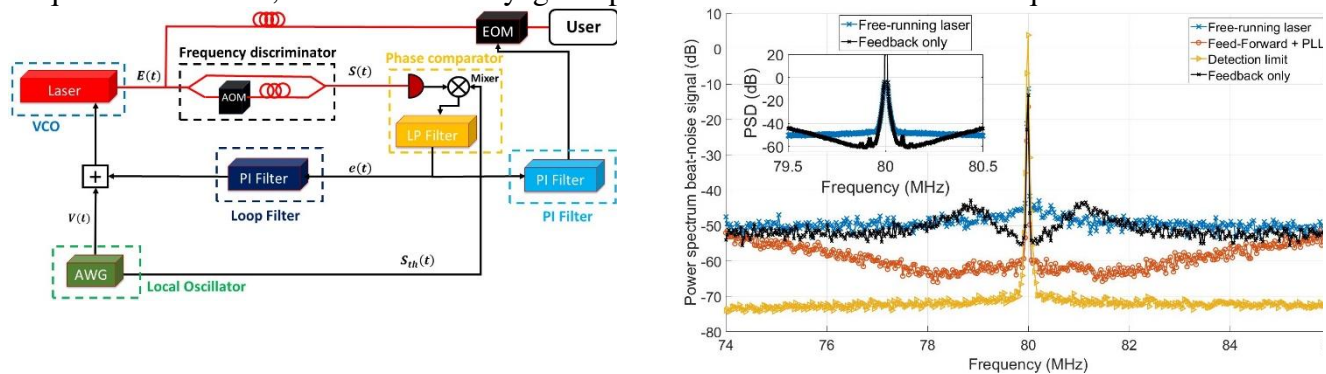 Frequency discriminator
E(t)
S(t)
Phase comparator
EOM
User
Laser
AOM
Mixer
VCO
LP Filter
+
PI Filter
e(t)
PI Filter
Loop Filter
PI Filter
V(t)
AWG
S_th(t)
Local Oscillator
10
0
-10
-20
-30
-40
-50
-60
-70
-80
Power spectrum beat-noise signal (dB)
Free-running laser
Feed-Forward + PLL
Detection limit
Feedback only
Free-running laser
Feedback only
20
0
-20
-40
-60
PSD (dB)
79.5
80
80.5
Frequency (MHz)
74
76
78
80
82
84
Frequency (MHz)